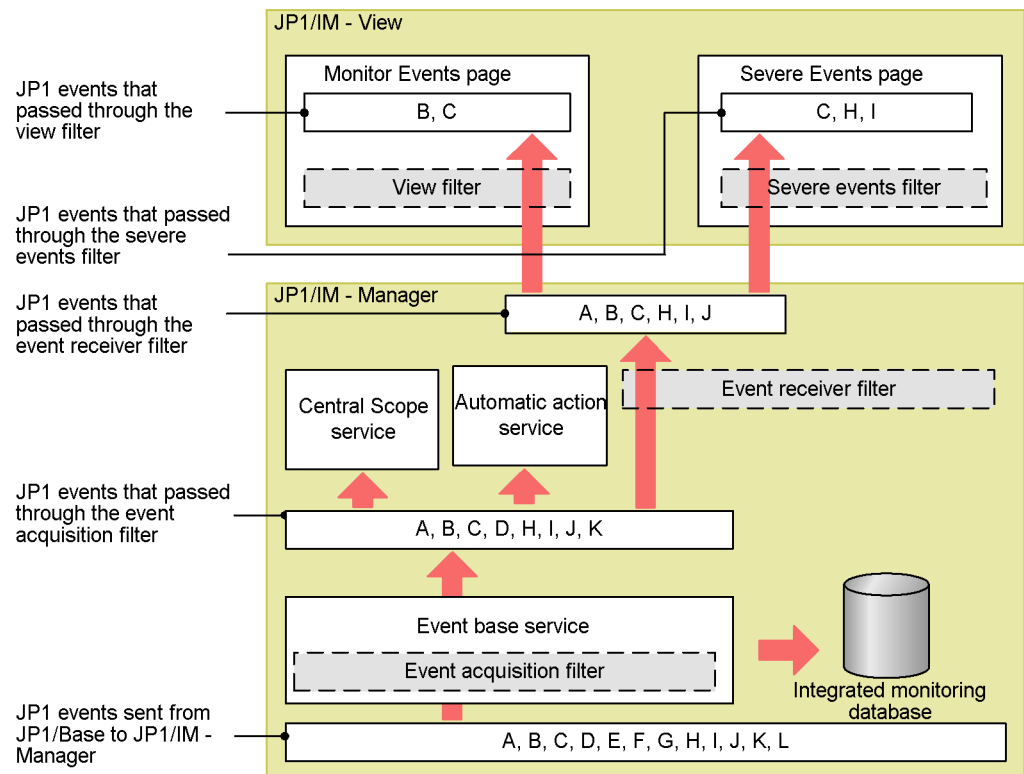 JP1/IM - View
Monitor Events page
Severe Events page
JP1 events that
passed through the
view filter
B, C
C, H, I
View filter
Severe events filter
JP1 events that passed
through the severe
events filter
JP1/IM - Manager
JP1 events that
passed through the
event receiver filter
A, B, C, H, I, J
Event receiver filter
Central Scope
service
Automatic action
service
JP1 events that passed
through the event
acquisition filter
A, B, C, D, H, I, J, K
Event base service
Event acquisition filter
Integrated monitoring
database
JP1 events sent from
JP1/Base to JP1/IM -
Manager
A, B, C, D, E, F, G, H, I, J, K, L